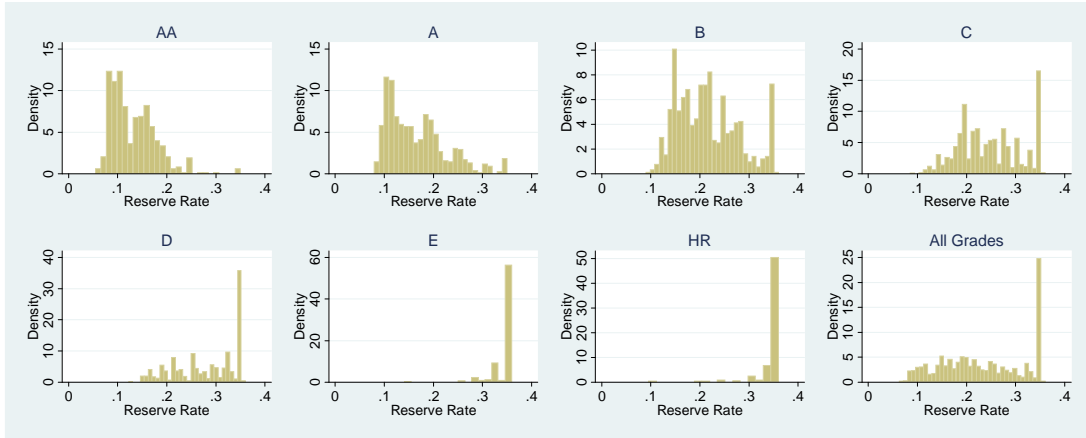 AA
15
10
5
0
Density
0 .1 .2 .3 .4
Reserve Rate
A
15
10
5
0
Density
0 .1 .2 .3 .4
Reserve Rate
B
10
8
6
4
2
0
Density
0 .1 .2 .3 .4
Reserve Rate
C
20
15
10
5
0
Density
0 .1 .2 .3 .4
Reserve Rate
D
40
30
20
10
0
Density
0 .1 .2 .3 .4
Reserve Rate
E
60
40
20
0
Density
0 .1 .2 .3 .4
Reserve Rate
HR
50
40
30
20
10
0
Density
0 .1 .2 .3 .4
Reserve Rate
All Grades
25
20
15
10
5
0
Density
0 .1 .2 .3 .4
Reserve Rate